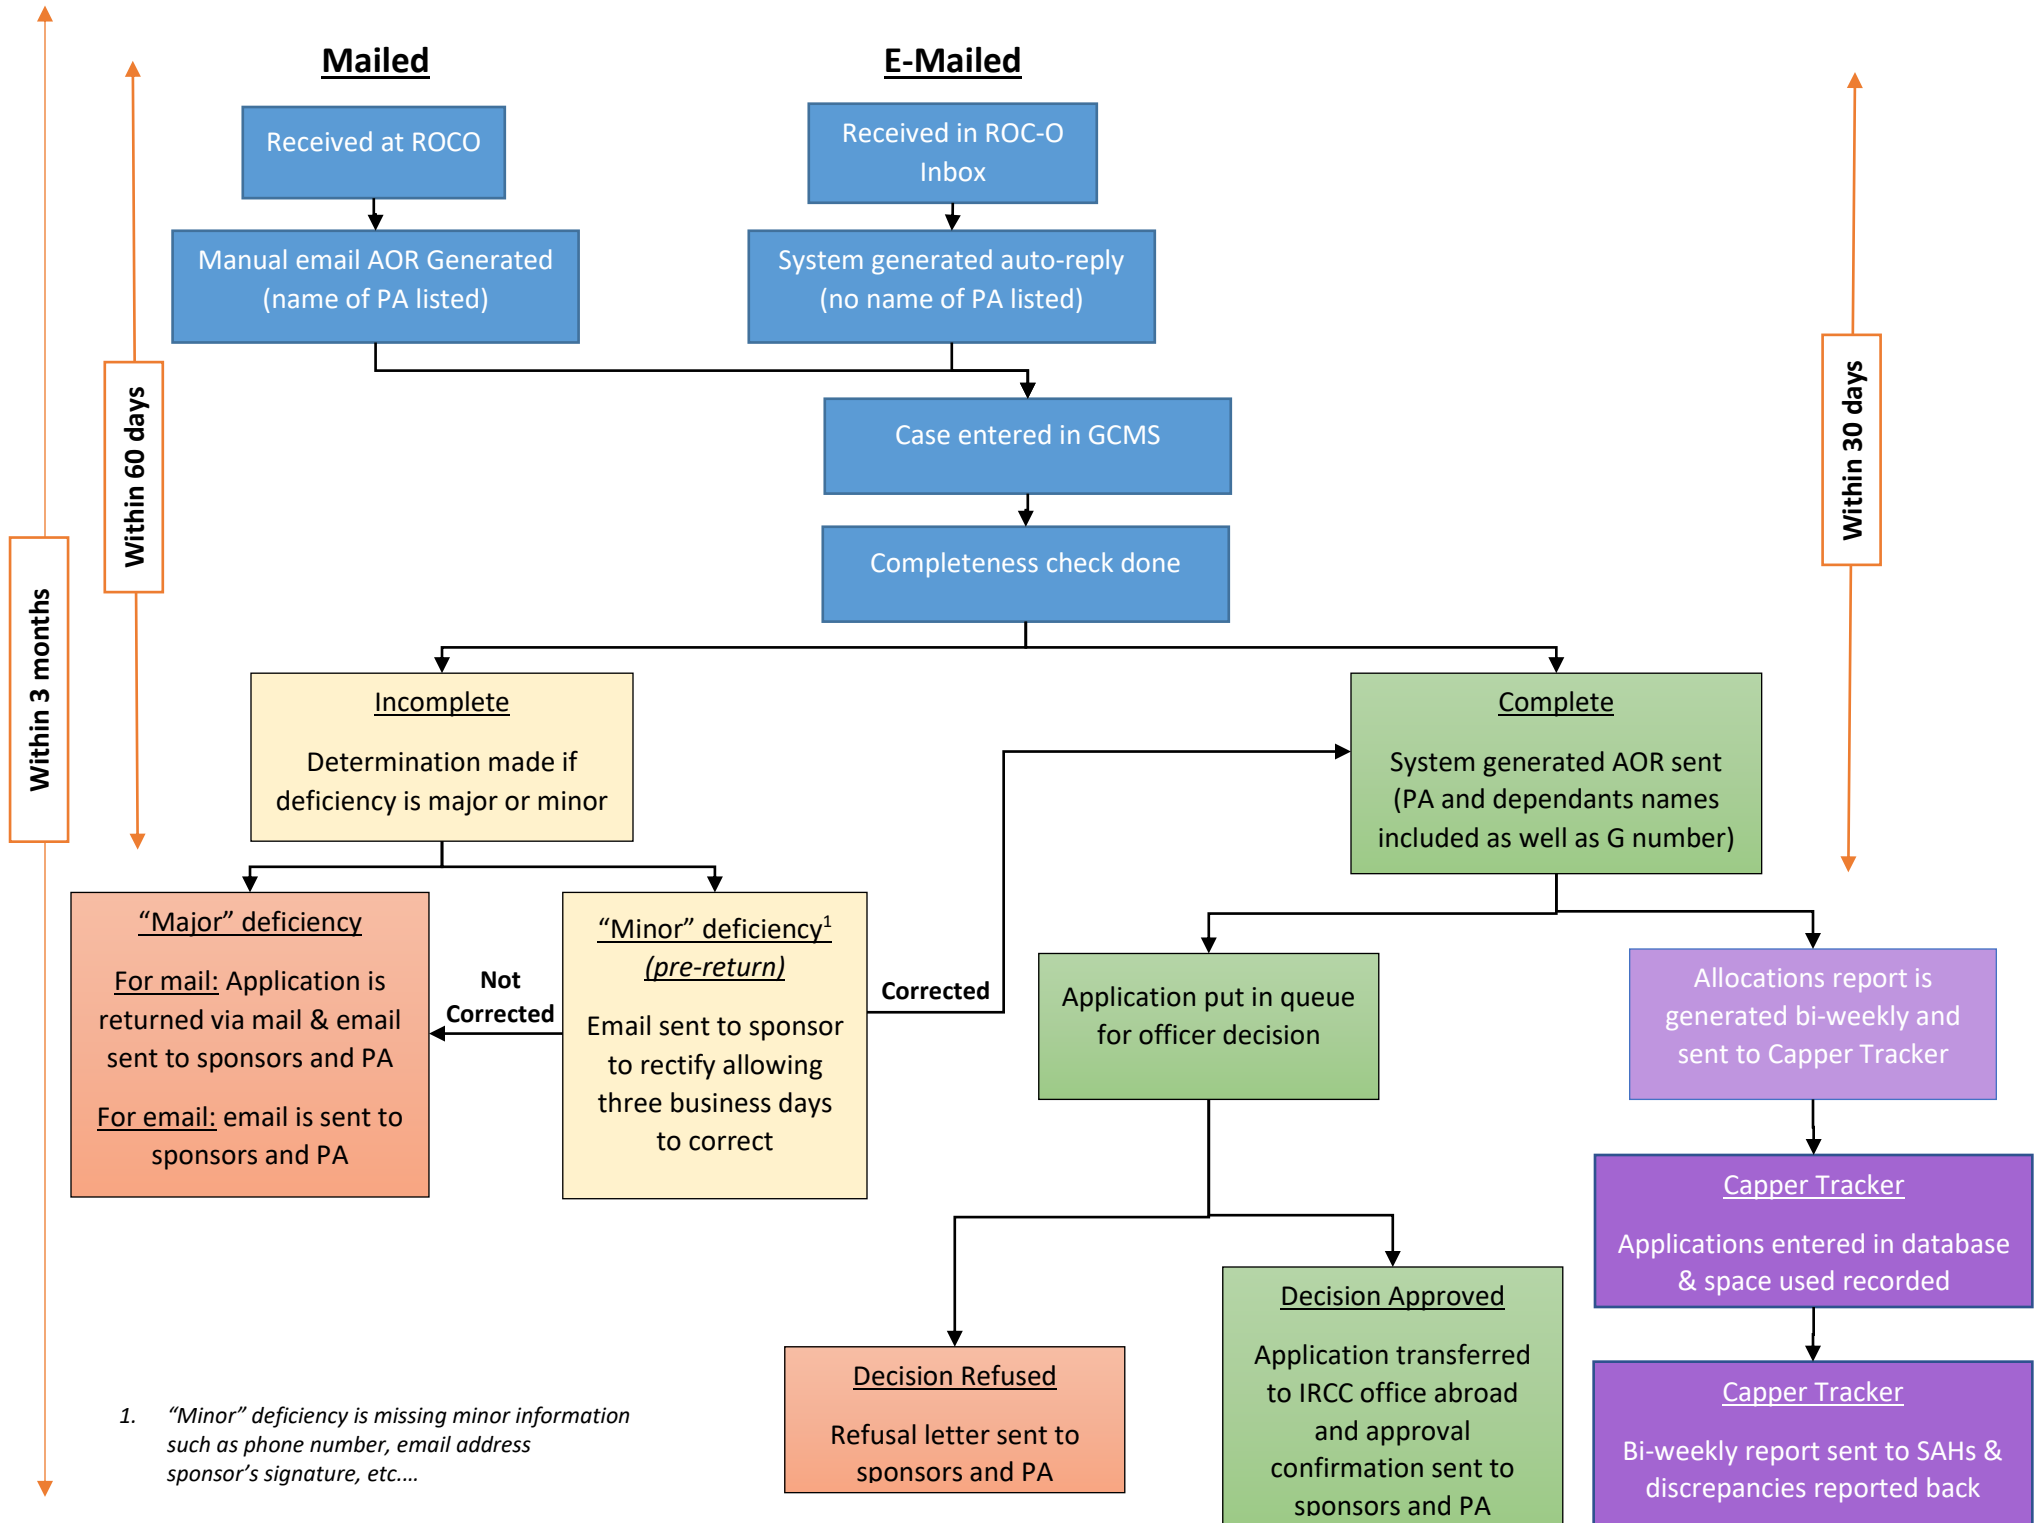 Mailed
E-Mailed
Received at ROCO
Received in ROC-O
Inbox
Manual email AOR Generated
(name of PA listed)
System generated auto-reply
(no name of PA listed)
Within 3 months
Within 60 days
Within 30 days
Case entered in GCMS
Completeness check done
Incomplete
Determination made if
deficiency is major or minor
Complete
System generated AOR sent
(PA and dependants names
included as well as G number)
“Major” deficiency
For mail: Application is
returned via mail & email
sent to sponsors and PA
For email: email is sent to
sponsors and PA
Not
Corrected
“Minor” deficiency1
(pre-return)
Email sent to sponsor
to rectify allowing
three business days
to correct
Corrected
Application put in queue
for officer decision
Allocations report is
generated bi-weekly and
sent to Capper Tracker
Capper Tracker
Applications entered in database
& space used recorded
Decision Refused
Refusal letter sent to
sponsors and PA
Decision Approved
Application transferred
to IRCC office abroad
and approval
confirmation sent to
sponsors and PA
Capper Tracker
Bi-weekly report sent to SAHs &
discrepancies reported back
1. “Minor” deficiency is missing minor information
such as phone number, email address
sponsor’s signature, etc.…